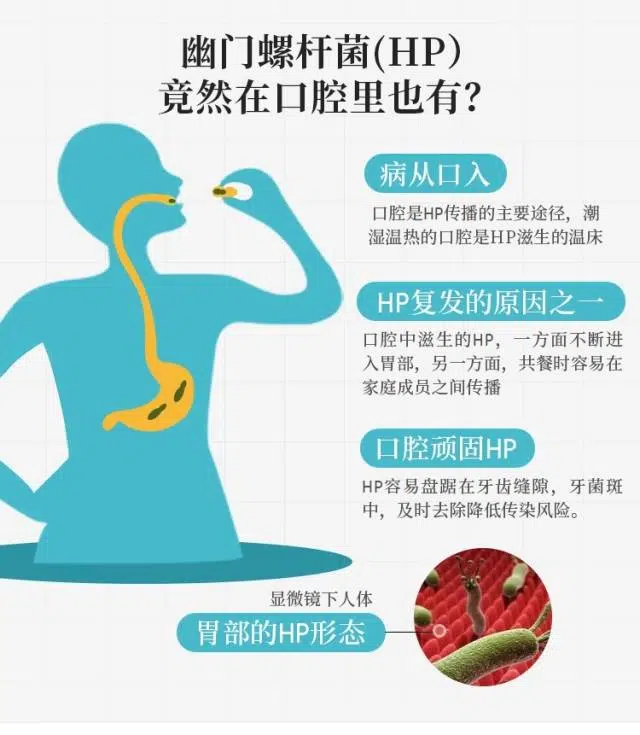 幽门螺杆菌(HP)
竟然在口腔里也有?
病从口入
口腔是HP传播的主要途径，潮
湿温热的口腔是HP滋生的温床
HP复发的原因之一
口腔中滋生的HP，一方面不断进
入胃部，另一方面，共餐时容易在
家庭成员之间传播
口腔顽固HP
HP容易盘踞在牙齿缝隙，牙菌斑
中，及时去除降低传染风险。
显微镜下人体
胃部的HP形态